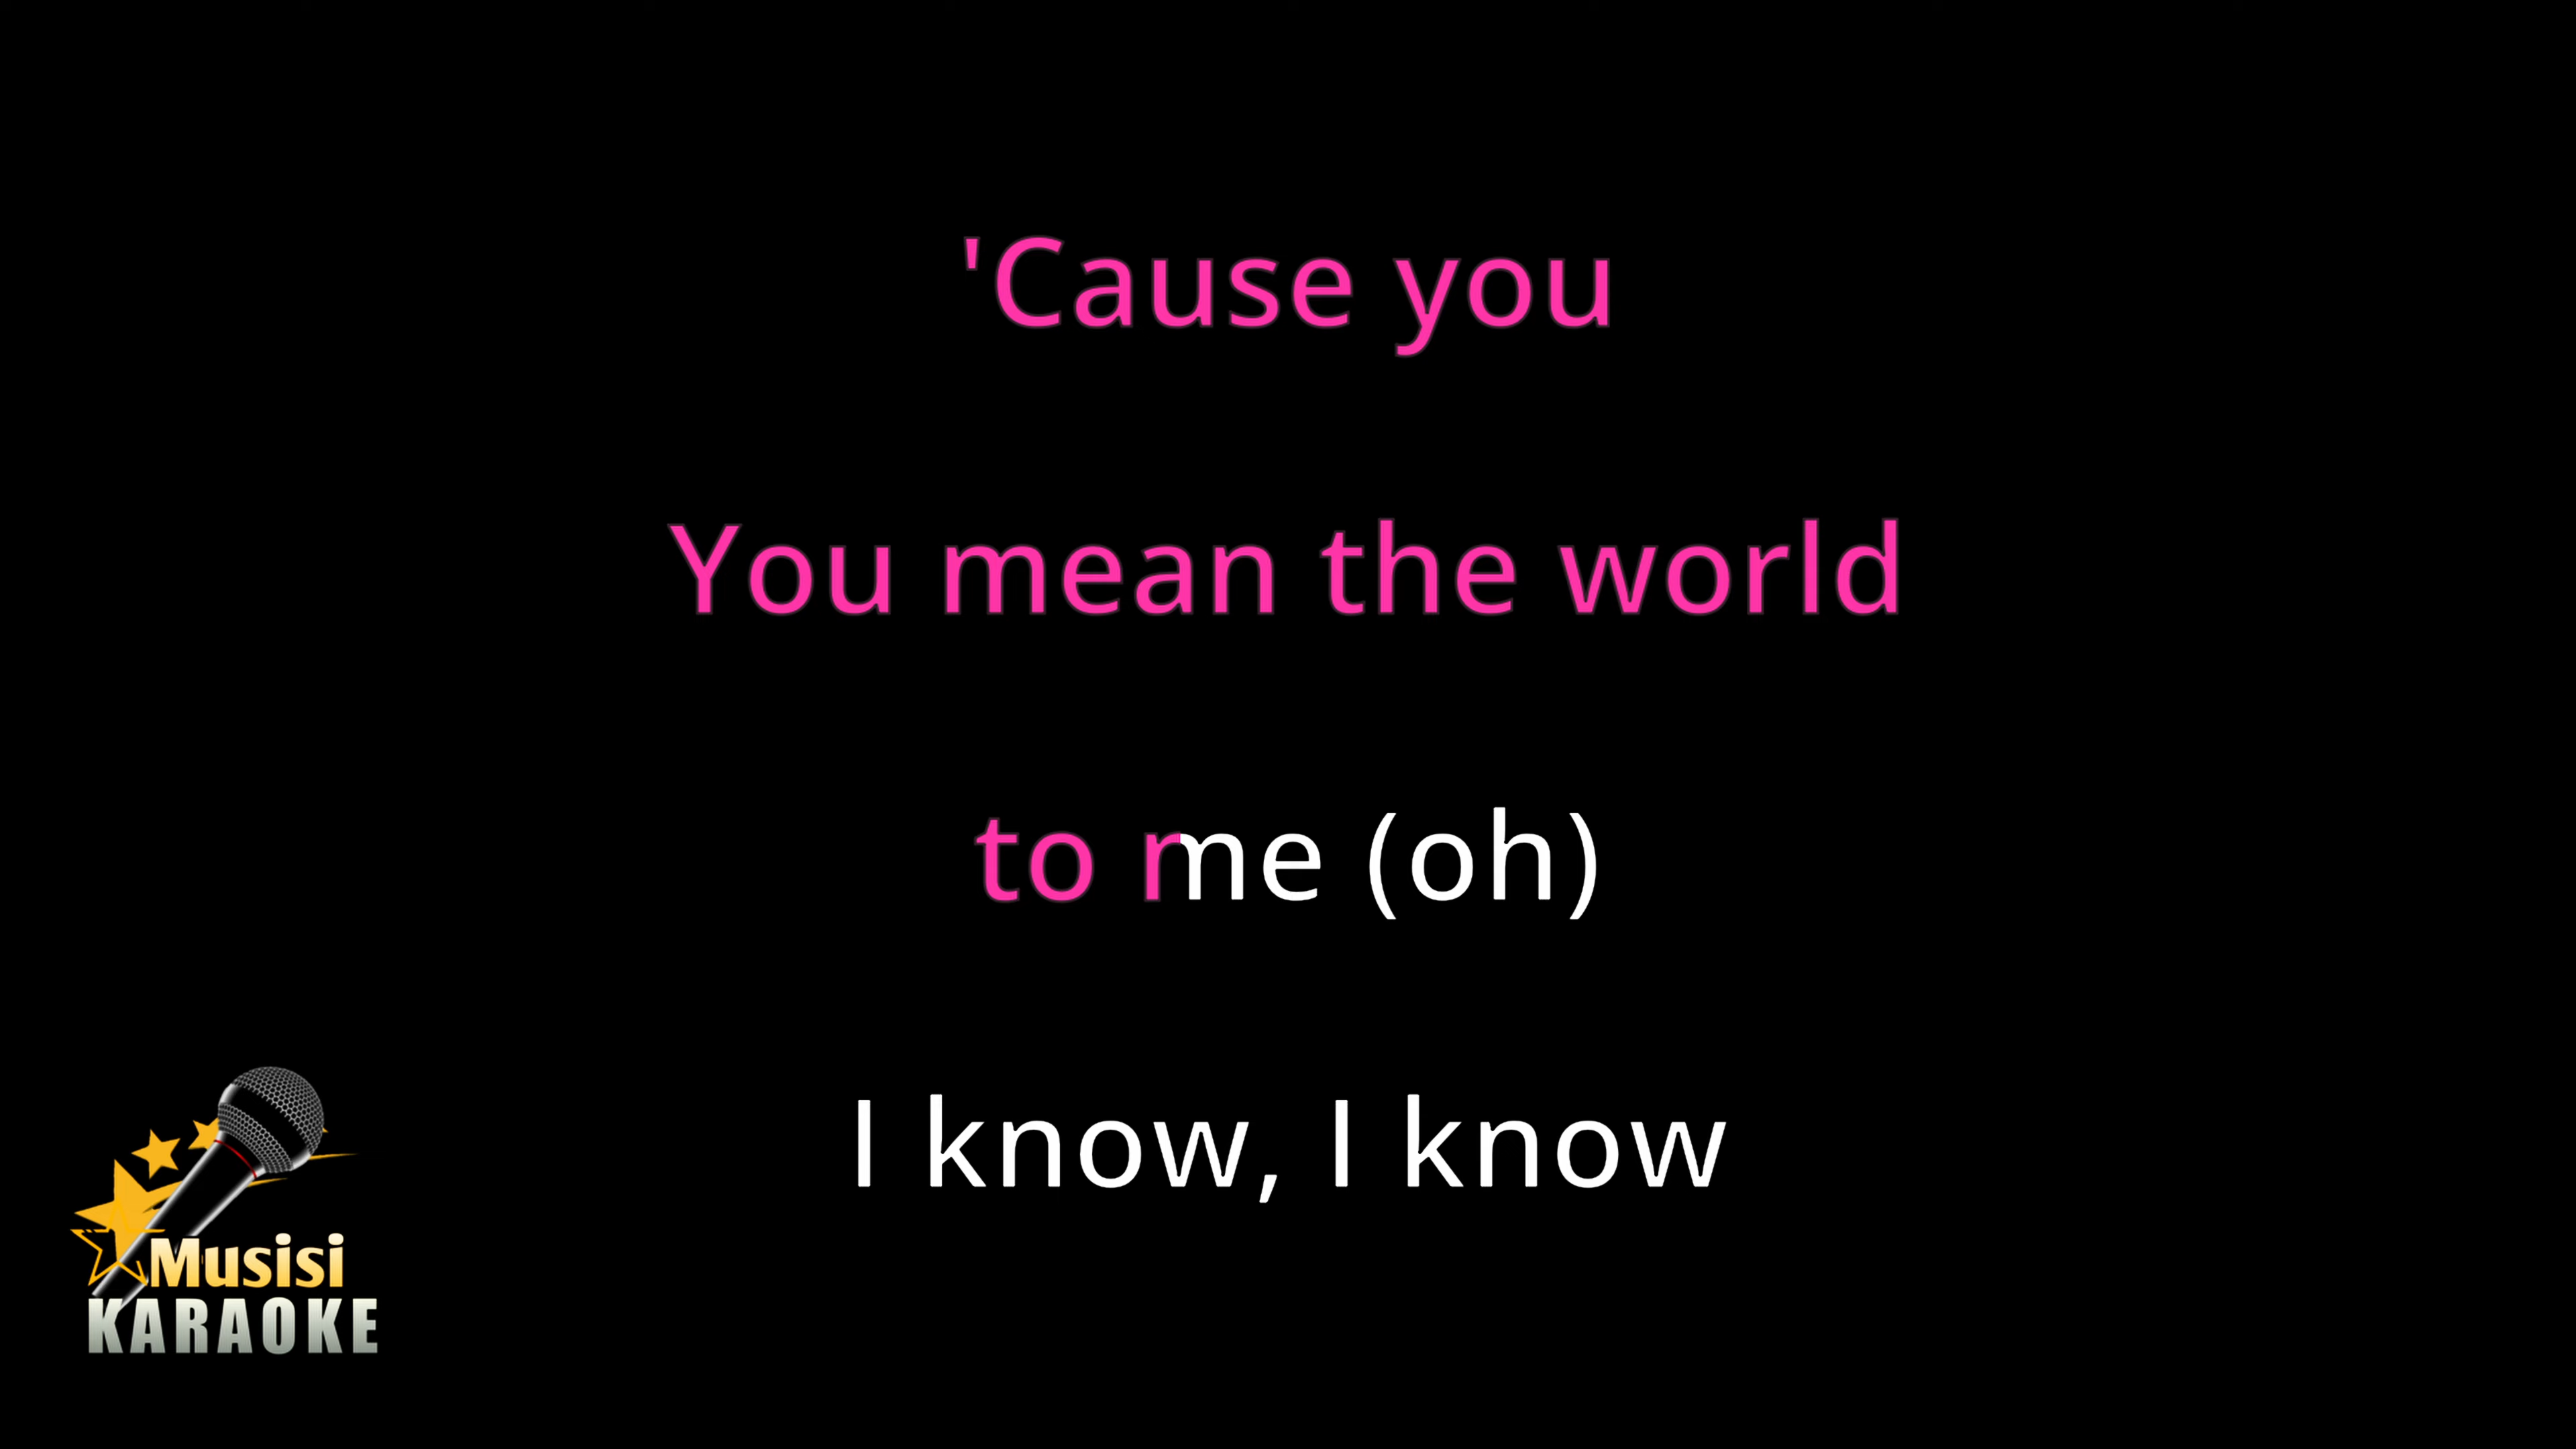 'Cause you
You mean the world
to me (oh)
I know, I know
Musisi
KARAOKE